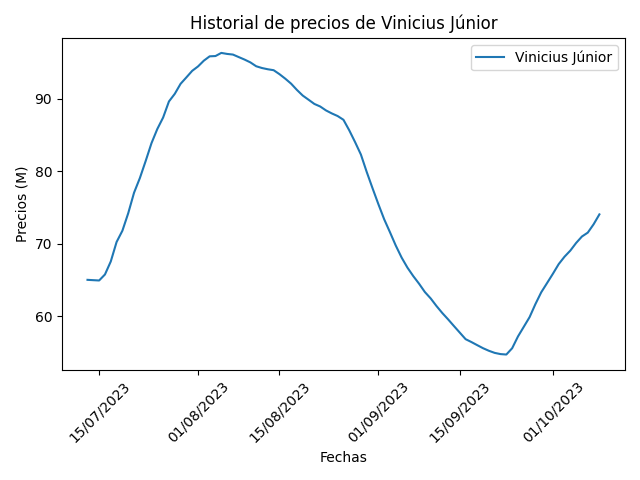 Historial de precios de Vinicius Júnior
Vinicius Júnior
Precios (M)
90
80
70
60
15/07/2023
01/08/2023
15/08/2023
01/09/2023
15/09/2023
01/10/2023
Fechas